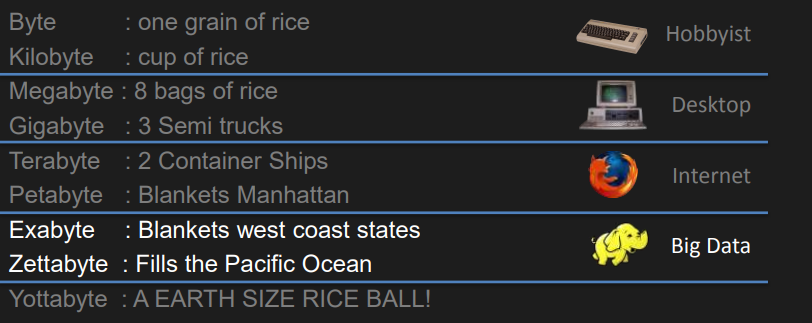 Byte : one grain of rice
Hobbyist
Kilobyte : cup of rice
Megabyte : 8 bags of rice
Desktop
Gigabyte : 3 Semi trucks
Terabyte : 2 Container Ships
Internet
Petabyte : Blankets Manhattan
Exabyte : Blankets west coast states
Big Data
Zettabyte : Fills the Pacific Ocean
Yottabyte : A EARTH SIZE RICE BALL!